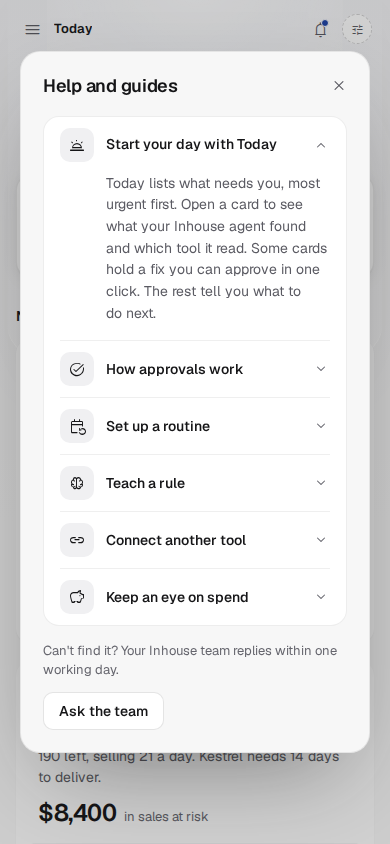 Today
Help and guides
Start your day with Today
Today lists what needs you, most
urgent first. Open a card to see
what your Inhouse agent found
and which tool it read. Some cards
hold a fix you can approve in one
click. The rest tell you what to
do next.
How approvals work
Set up a routine
Teach a rule
Connect another tool
Keep an eye on spend
Can't find it? Your Inhouse team replies within one
working day.
Ask the team
190 left, selling 21 a day. Kestrel needs 14 days
to deliver.
$8,400 in sales at risk